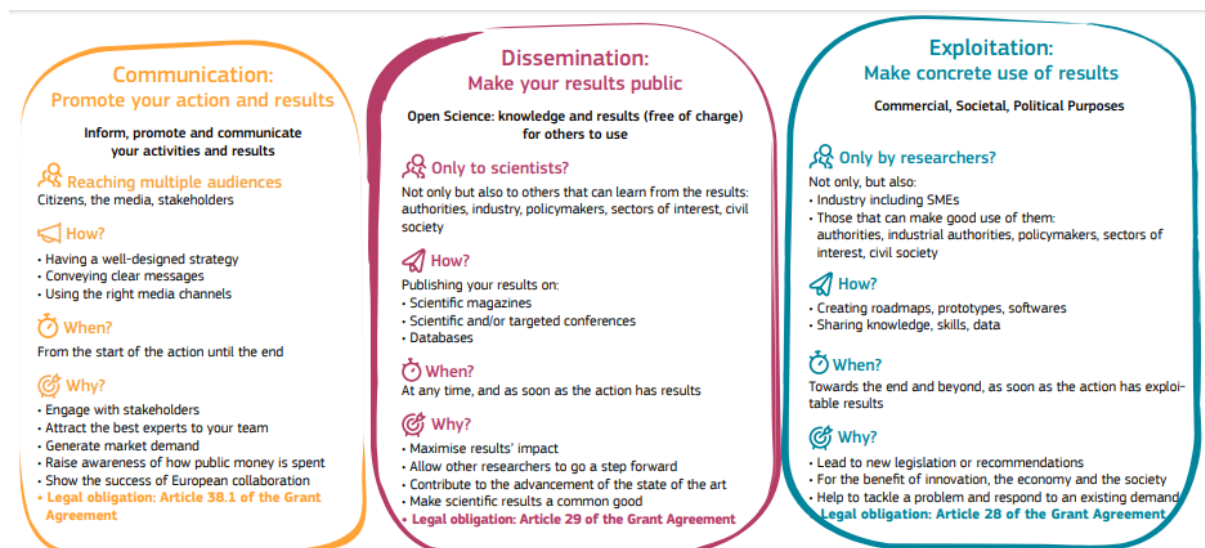 Communication:
Promote your action and results
Inform, promote and communicate
your activities and results
Reaching multiple audiences
Citizens, the media, stakeholders
How?
• Having a well-designed strategy
• Conveying clear messages
• Using the right media channels
When?
From the start of the action until the end
Why?
• Engage with stakeholders
• Attract the best experts to your team
• Generate market demand
• Raise awareness of how public money is spent
• Show the success of European collaboration
• Legal obligation: Article 38.1 of the Grant
Agreement
Dissemination:
Make your results public
Open Science: knowledge and results (free of charge)
for others to use
Only to scientists?
Not only but also to others that can learn from the results:
authorities, industry, policymakers, sectors of interest, civil
society
How?
Publishing your results on:
• Scientific magazines
• Scientific and/or targeted conferences
• Databases
When?
At any time, and as soon as the action has results
Why?
• Maximise results' impact
• Allow other researchers to go a step forward
• Contribute to the advancement of the state of the art
• Make scientific results a common good
• Legal obligation: Article 29 of the Grant Agreement
Exploitation:
Make concrete use of results
Commercial, Societal, Political Purposes
Only by researchers?
Not only, but also:
• Industry including SMEs
• Those that can make good use of them:
authorities, industrial authorities, policymakers, sectors of
interest, civil society
How?
• Creating roadmaps, prototypes, softwares
• Sharing knowledge, skills, data
When?
Towards the end and beyond, as soon as the action has exploi-
table results
Why?
• Lead to new legislation or recommendations
• For the benefit of innovation, the economy and the society
• Help to tackle a problem and respond to an existing demand
Legal obligation: Article 28 of the Grant Agreement